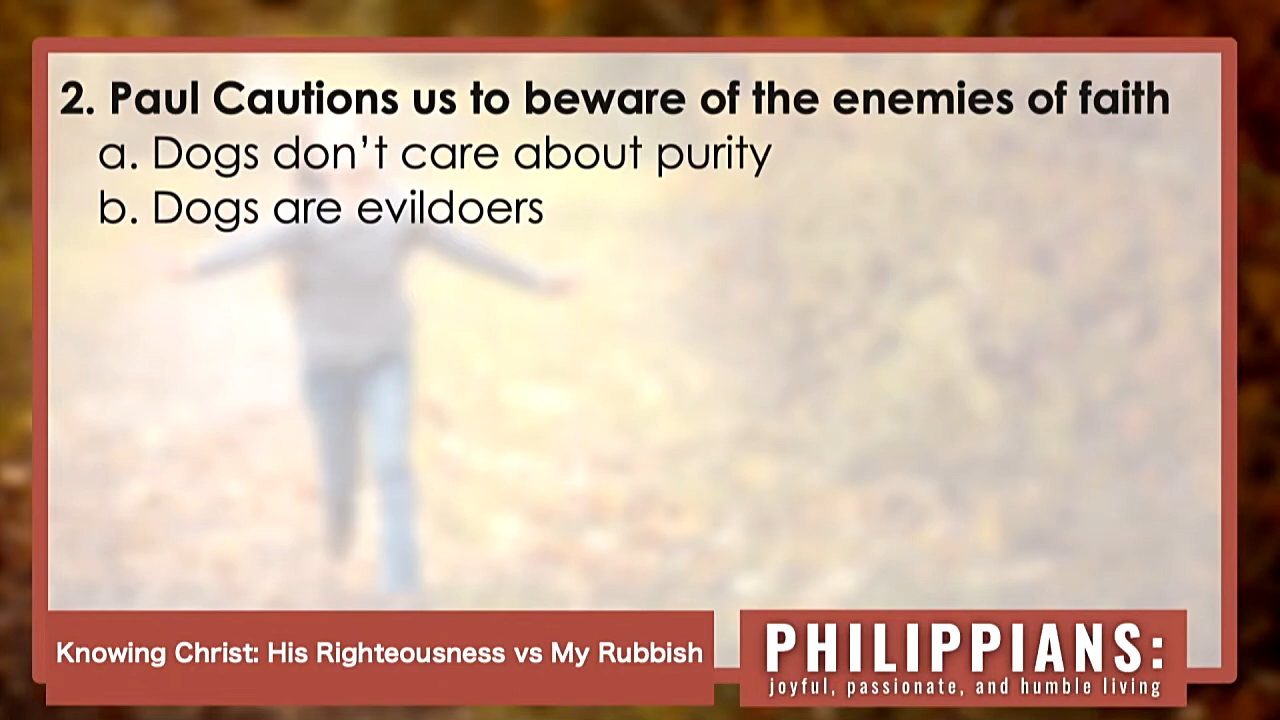 2. Paul Cautions us to beware of the enemies of faith
a. Dogs don’t care about purity
b. Dogs are evildoers
Knowing Christ: His Righteousness vs My Rubbish
PHILIPPIANS:
joyful, passionate, and humble living